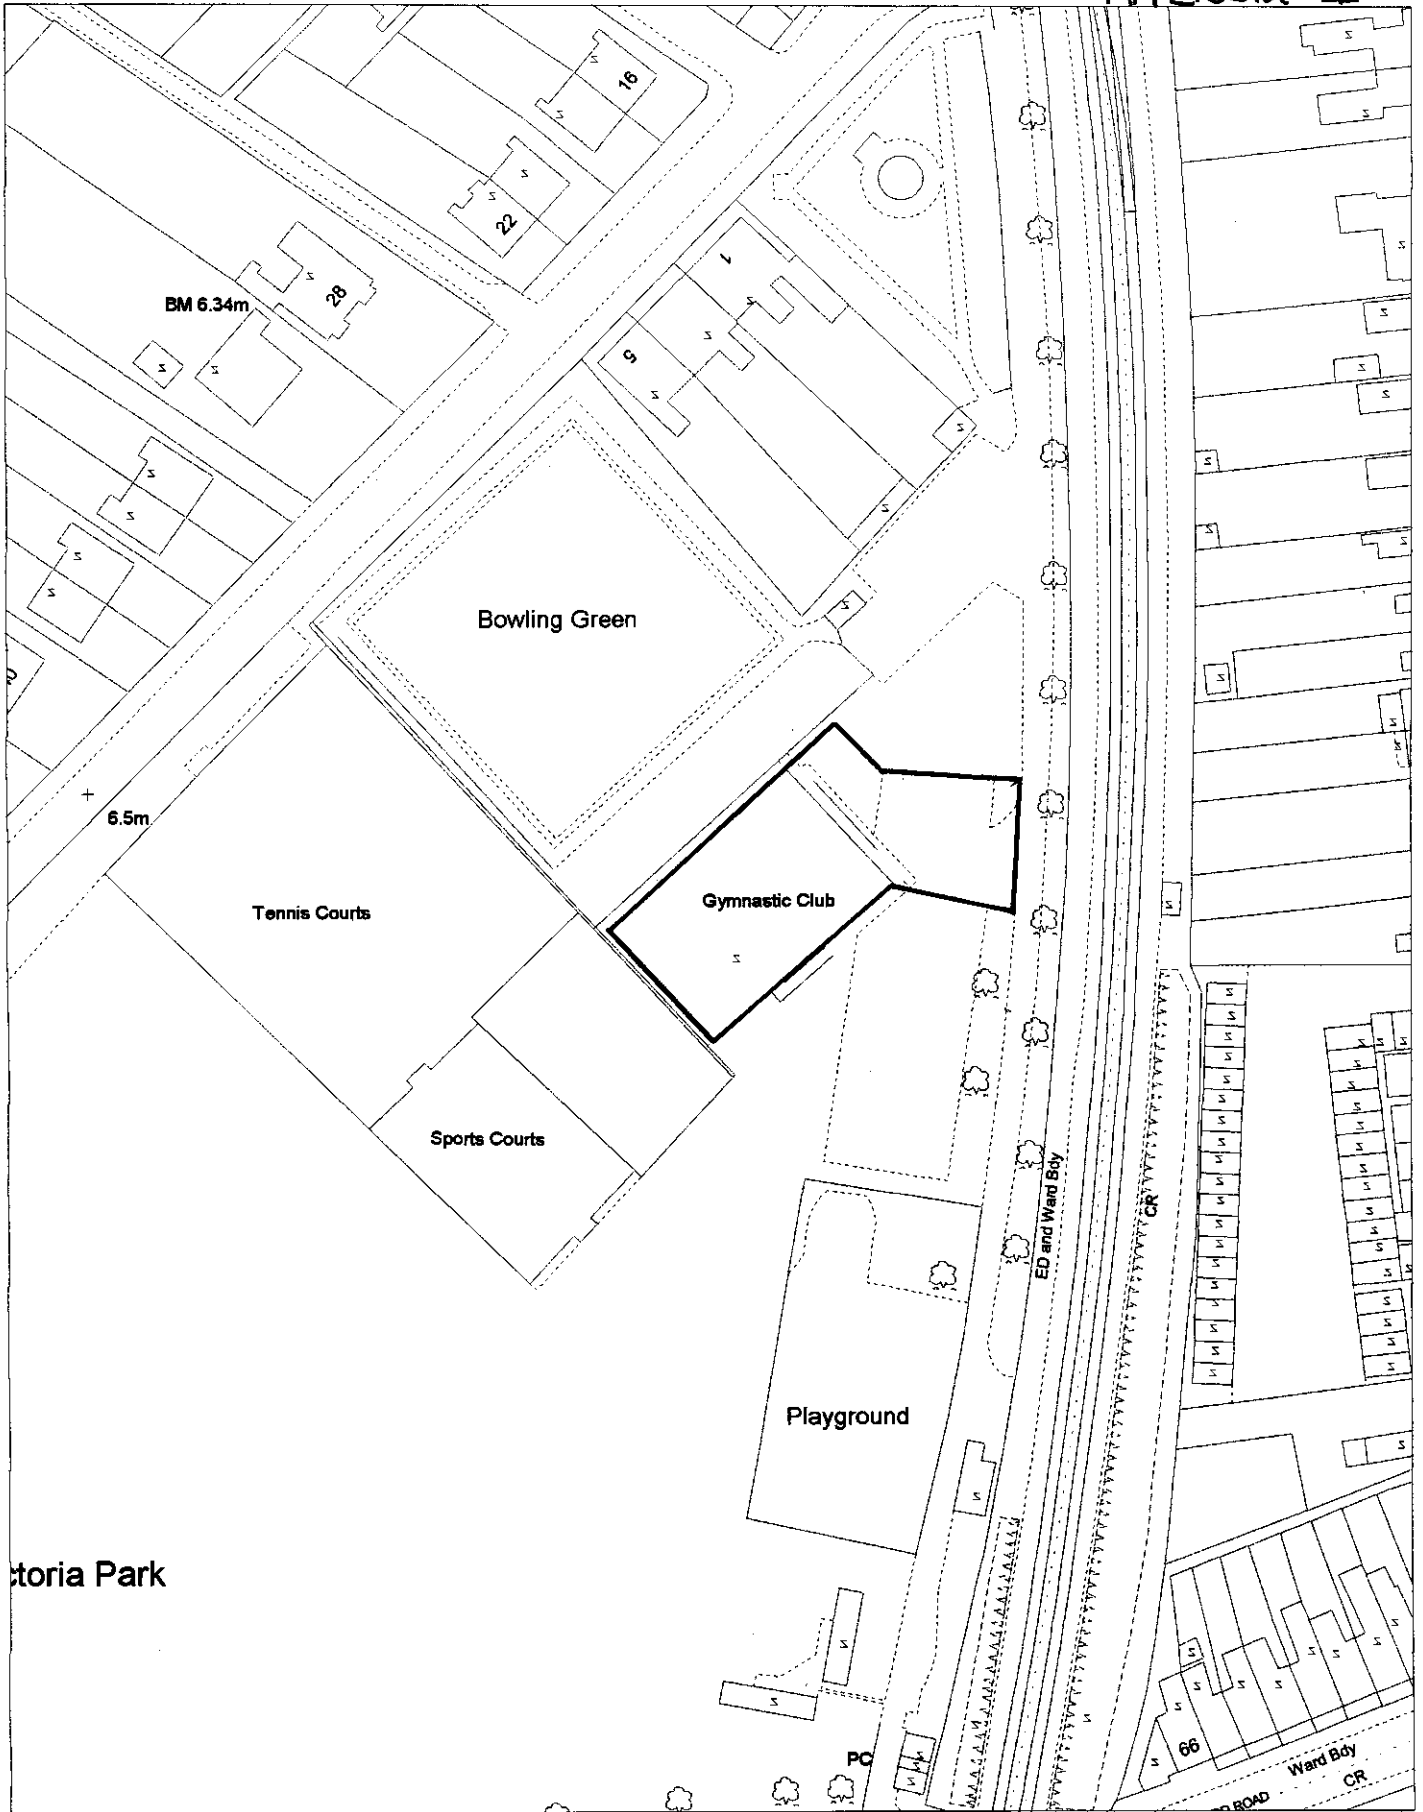 16
22
28
BM 6.34m
1
5
Bowling Green
6.5m
Tennis Courts
Gymnastic Club
Sports Courts
ED and Ward Bdy
CR
Playground
ctoria Park
PC
66
Ward Bdy
CR
ROAD